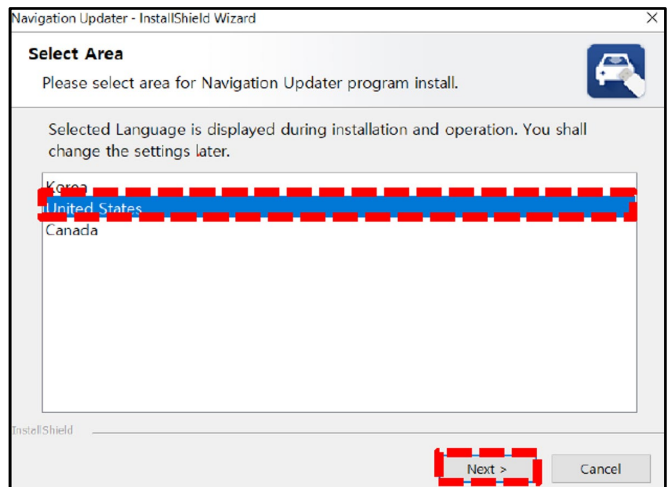 Navigation Updater - InstallShield Wizard
Select Area
Please select area for Navigation Updater program install.
Selected Language is displayed during installation and operation. You shall
change the settings later.
Korea
United States
Canada
InstallShield
Next >
Cancel